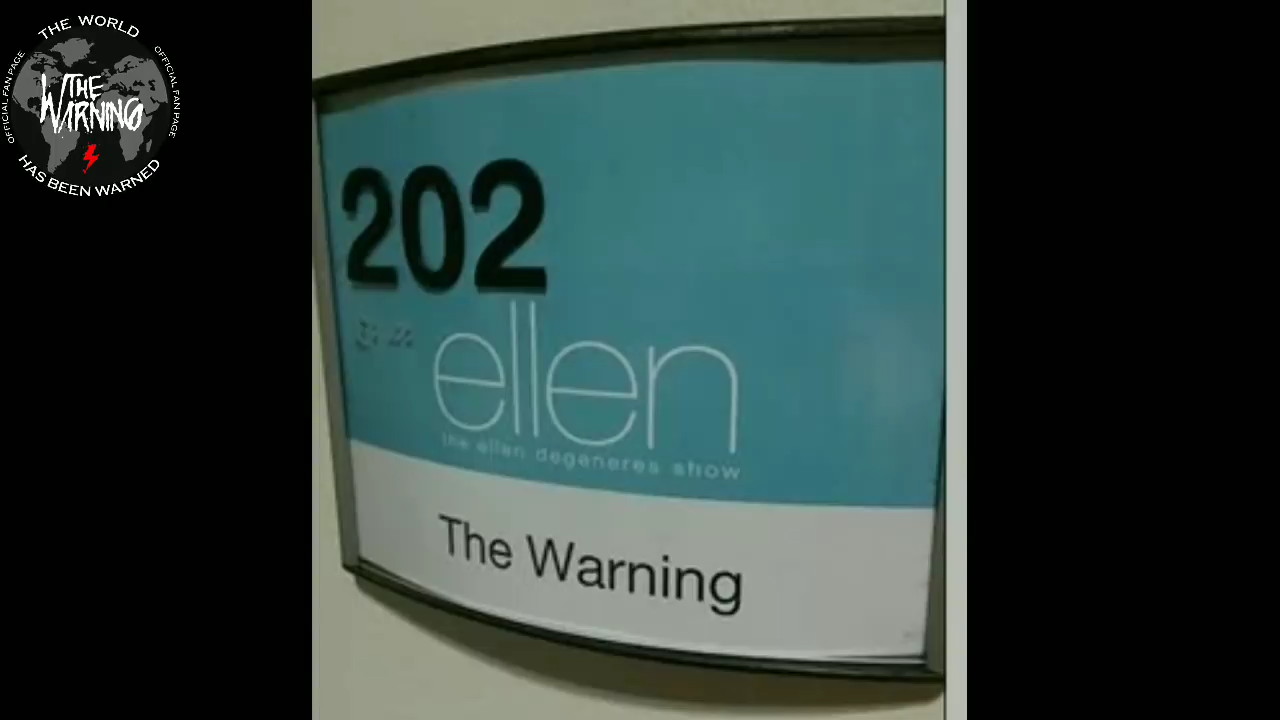 THE WORLD
OFFICIAL FAN PAGE
THE
WARNING
OFFICIAL FAN PAGE
HAS BEEN WARNED
202
ellen
the ellen degeneres show
The Warning